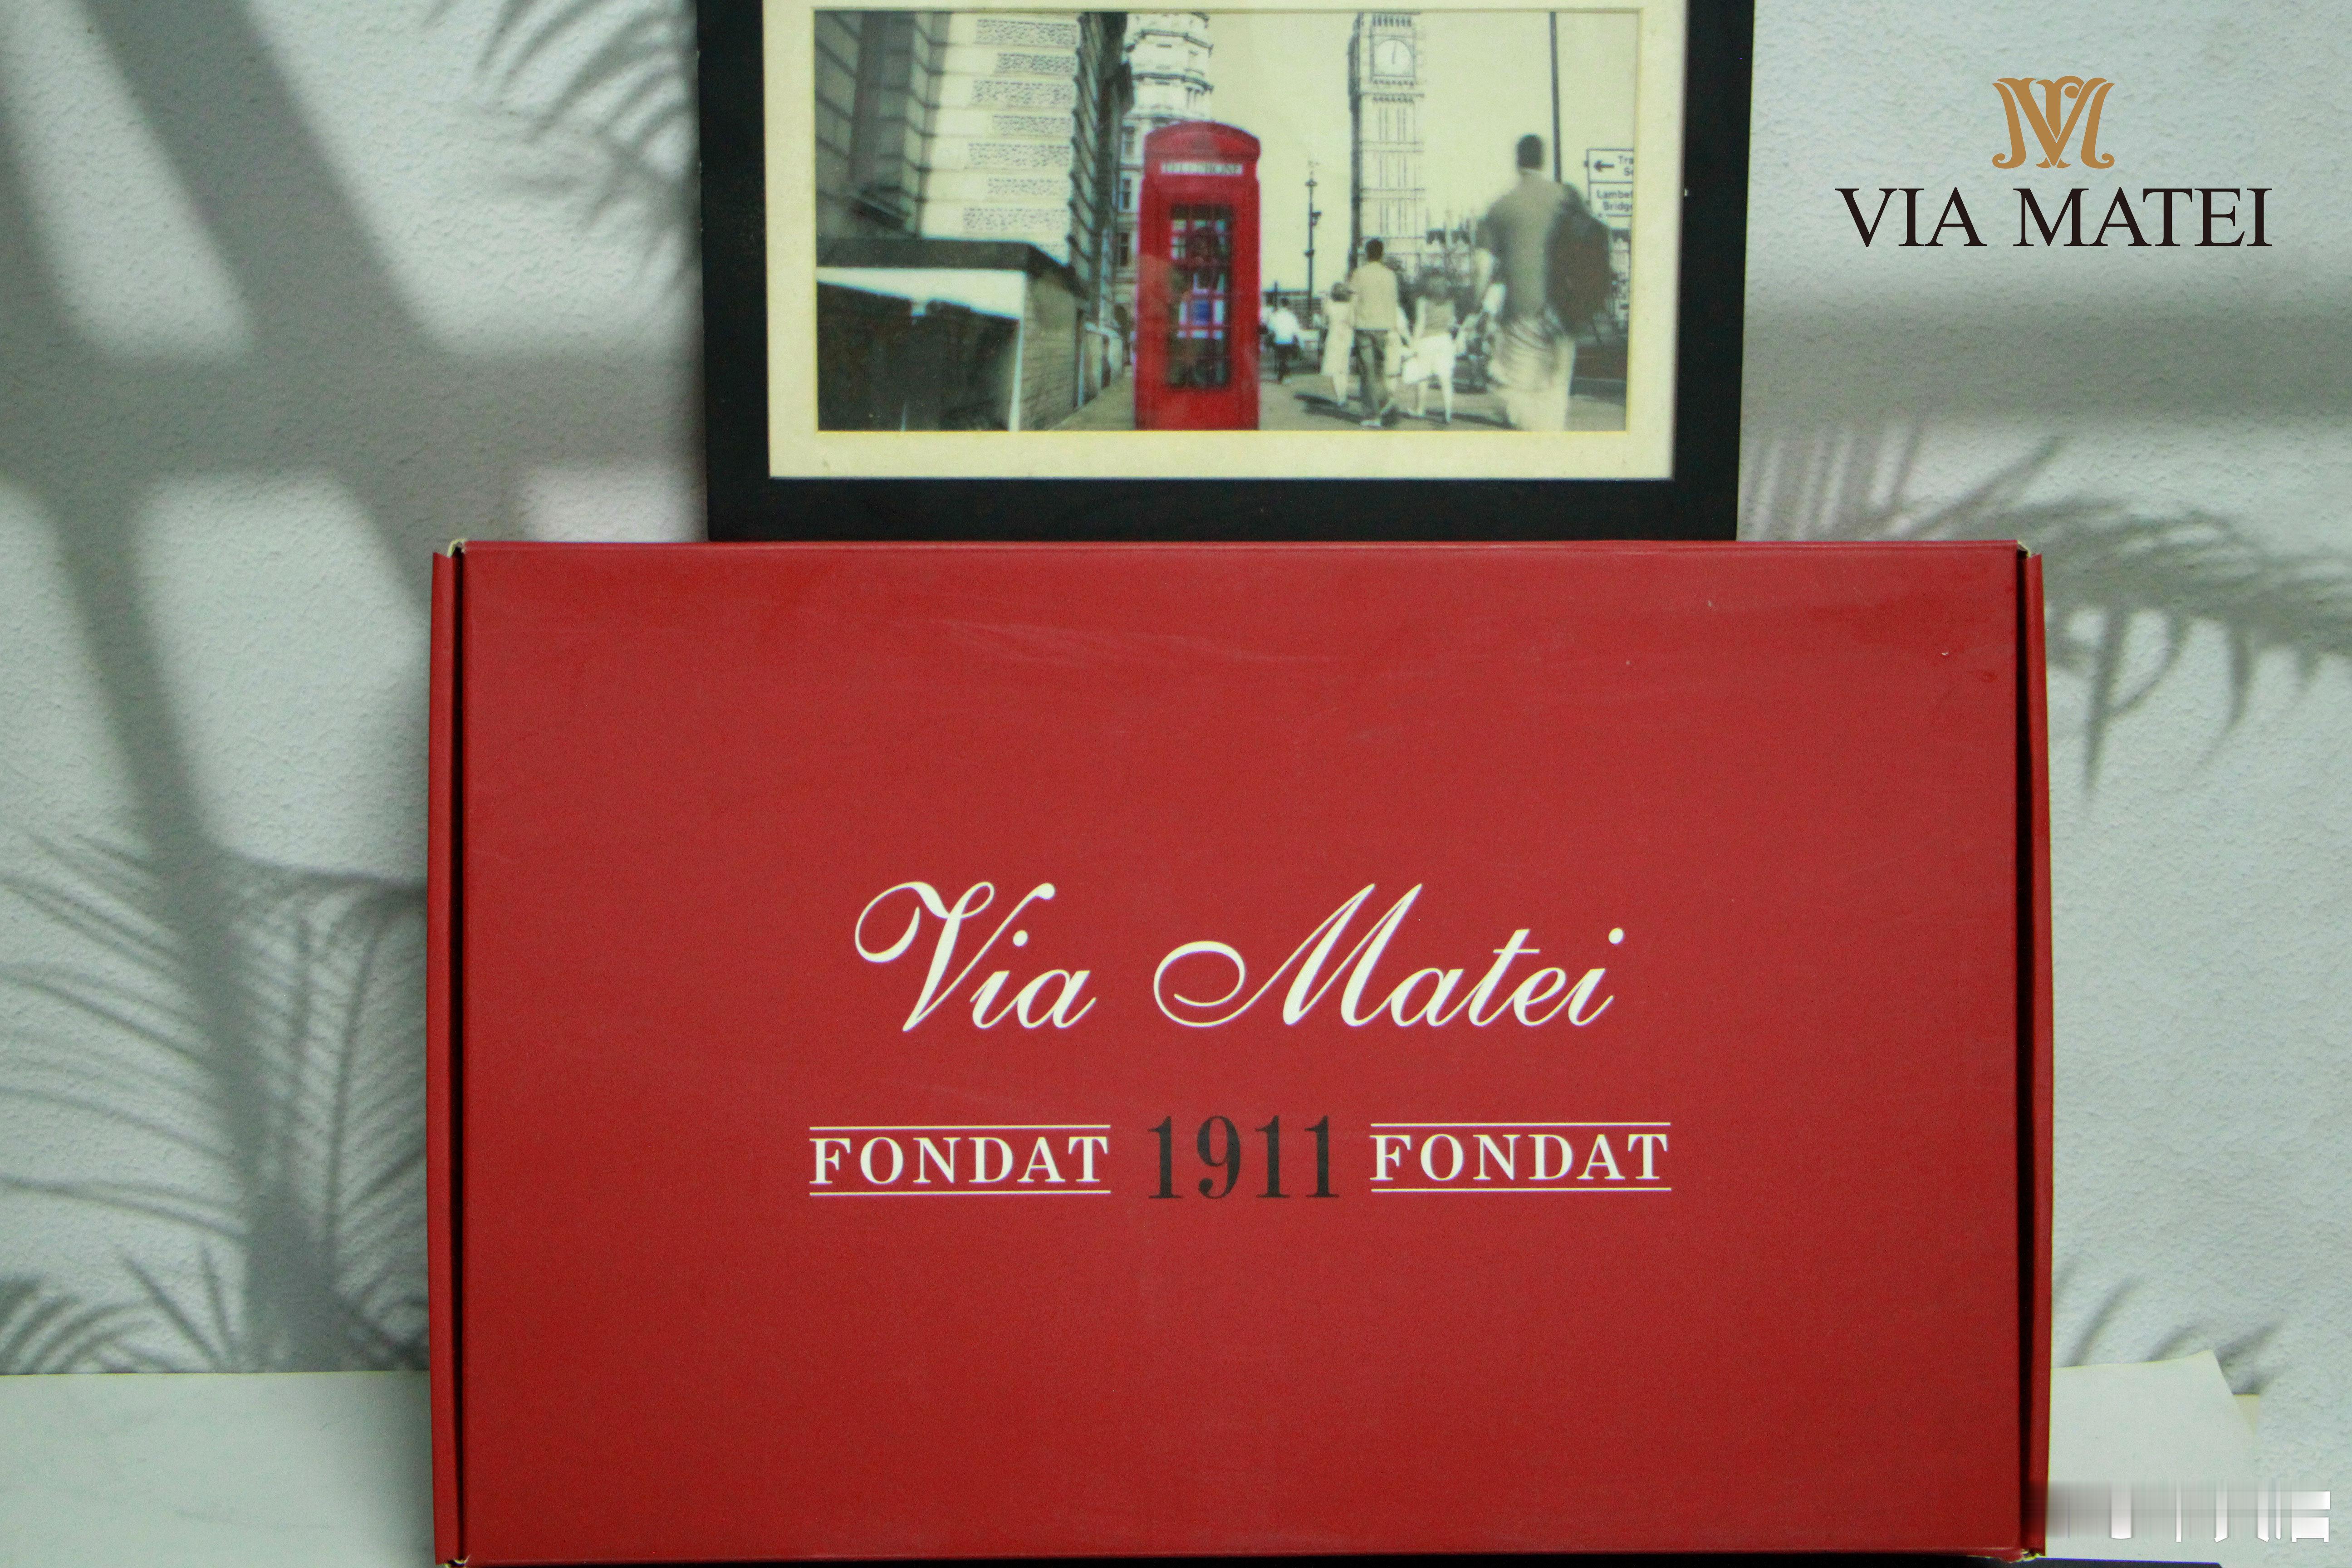 TELEPHONE
VIA MATEI
Via Matei
FONDAT 1911 FONDAT